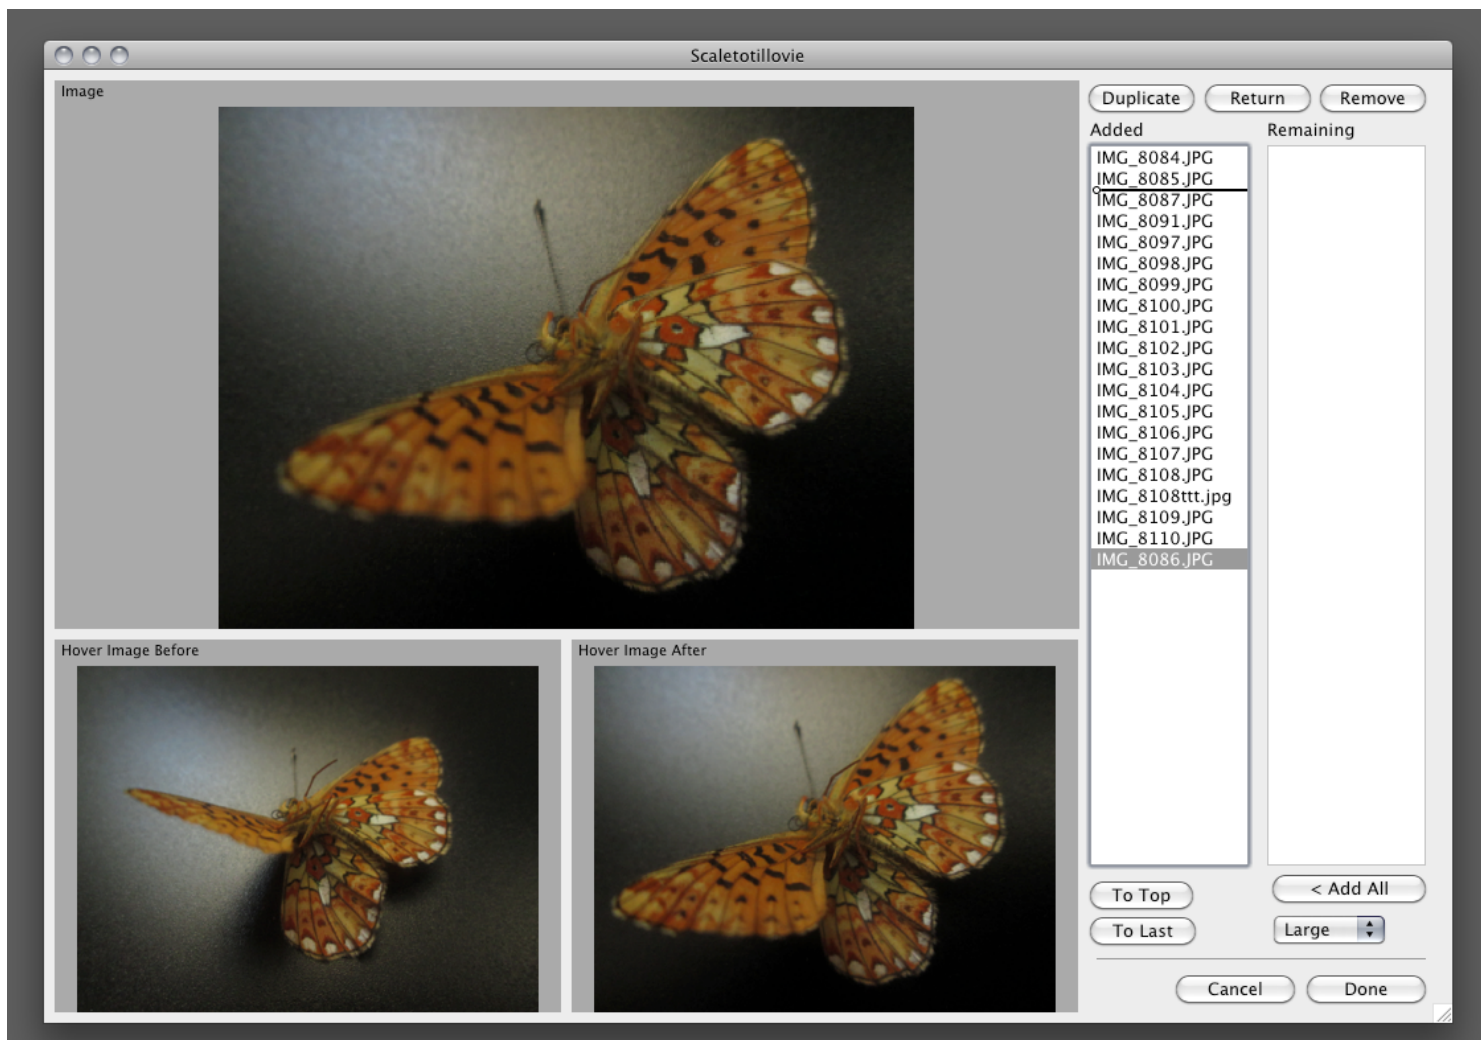 Scaletotillovie
Image
Duplicate
Return
Remove
Added
Remaining
IMG_8084.JPG
IMG_8085.JPG
IMG_8087.JPG
IMG_8091.JPG
IMG_8097.JPG
IMG_8098.JPG
IMG_8099.JPG
IMG_8100.JPG
IMG_8101.JPG
IMG_8102.JPG
IMG_8103.JPG
IMG_8104.JPG
IMG_8105.JPG
IMG_8106.JPG
IMG_8107.JPG
IMG_8108.JPG
IMG_8108ttt.jpg
IMG_8109.JPG
IMG_8110.JPG
IMG_8086.JPG
Hover Image Before
Hover Image After
To Top
< Add All
To Last
Large
Cancel
Done